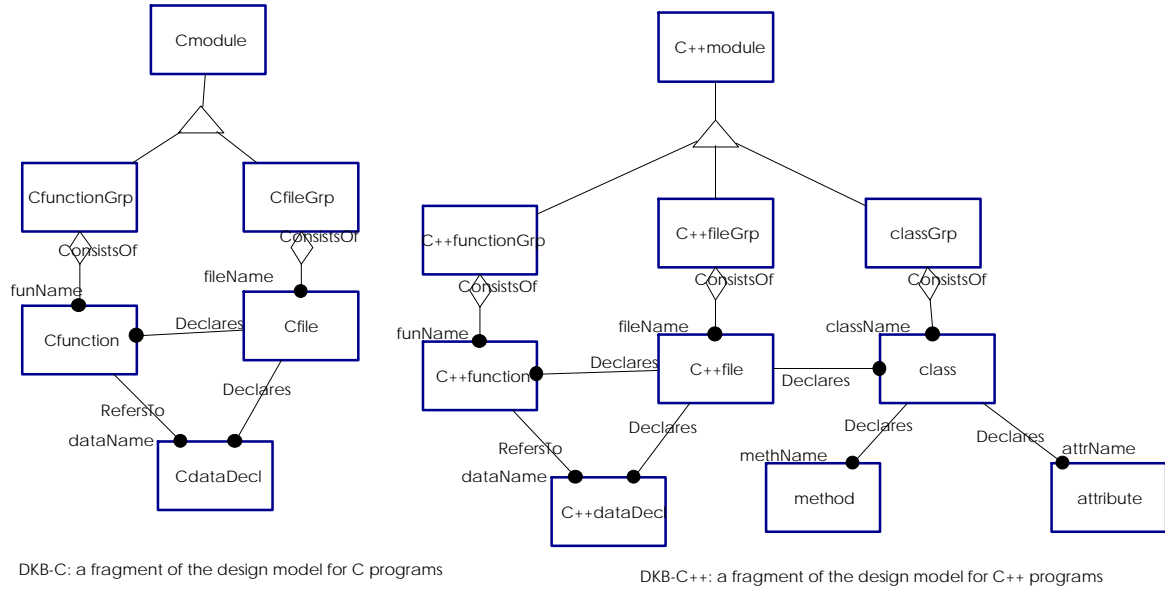 Cmodule
CfunctionGrp
CfileGrp
ConsistsOf
ConsistsOf
funName
fileName
Cfunction
Declares
Cfile
RefersTo
Declares
dataName
CdataDecl
DKB-C: a fragment of the design model for C programs
C++module
C++functionGrp
C++fileGrp
classGrp
ConsistsOf
ConsistsOf
ConsistsOf
funName
fileName
className
C++function
Declares
C++file
Declares
class
RefersTo
Declares
Declares
Declares
dataName
methName
attrName
C++dataDecl
method
attribute
DKB-C++: a fragment of the design model for C++ programs